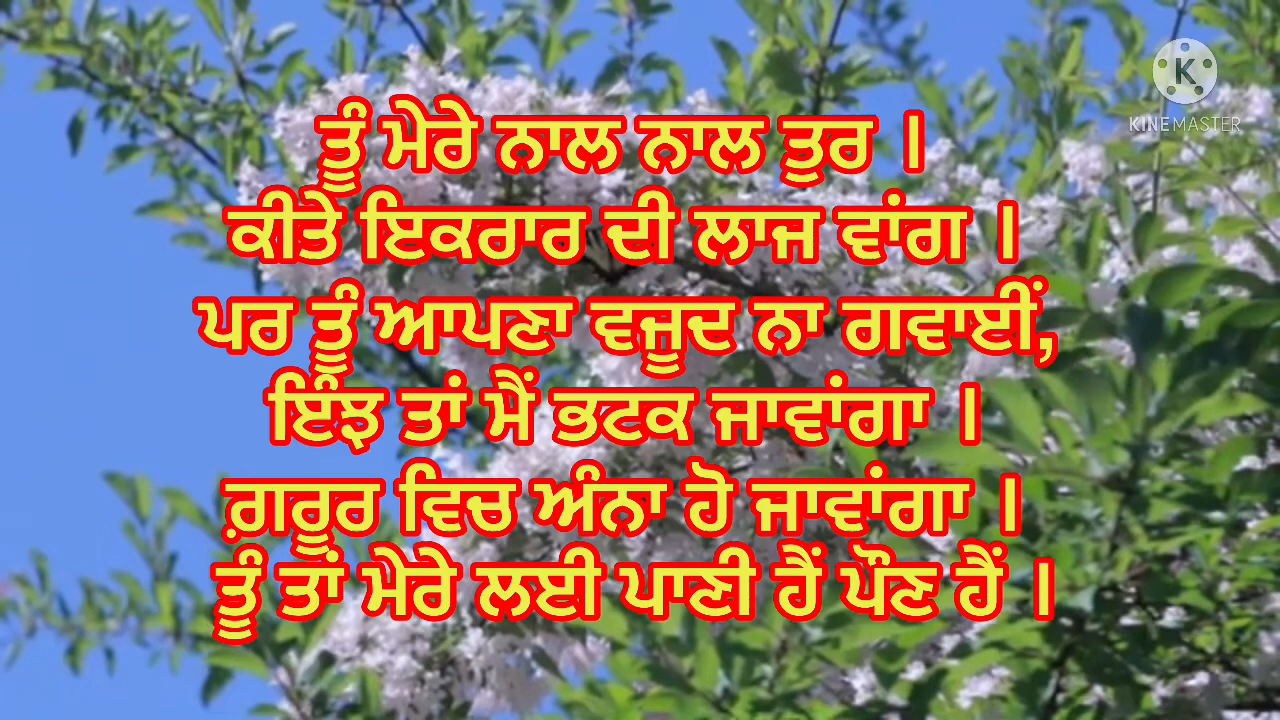 ਤੂੰ ਮੇਰੇ ਨਾਲ ਨਾਲ ਤੁਰ ।
ਕੀਤੇ ਇਕਰਾਰ ਦੀ ਲਾਜ ਵਾਂਗ ।
ਪਰ ਤੂੰ ਆਪਣਾ ਵਜੂਦ ਨਾ ਗਵਾਈਂ,
ਇੰਝ ਤਾਂ ਮੈਂ ਭਟਕ ਜਾਵਾਂਗਾ ।
ਗ਼ਰੂਰ ਵਿਚ ਅੰਨਾ ਹੋ ਜਾਵਾਂਗਾ ।
ਤੂੰ ਤਾਂ ਮੇਰੇ ਲਈ ਪਾਣੀ ਹੈਂ ਪੌਣ ਹੈਂ ।
K
KINEMASTER